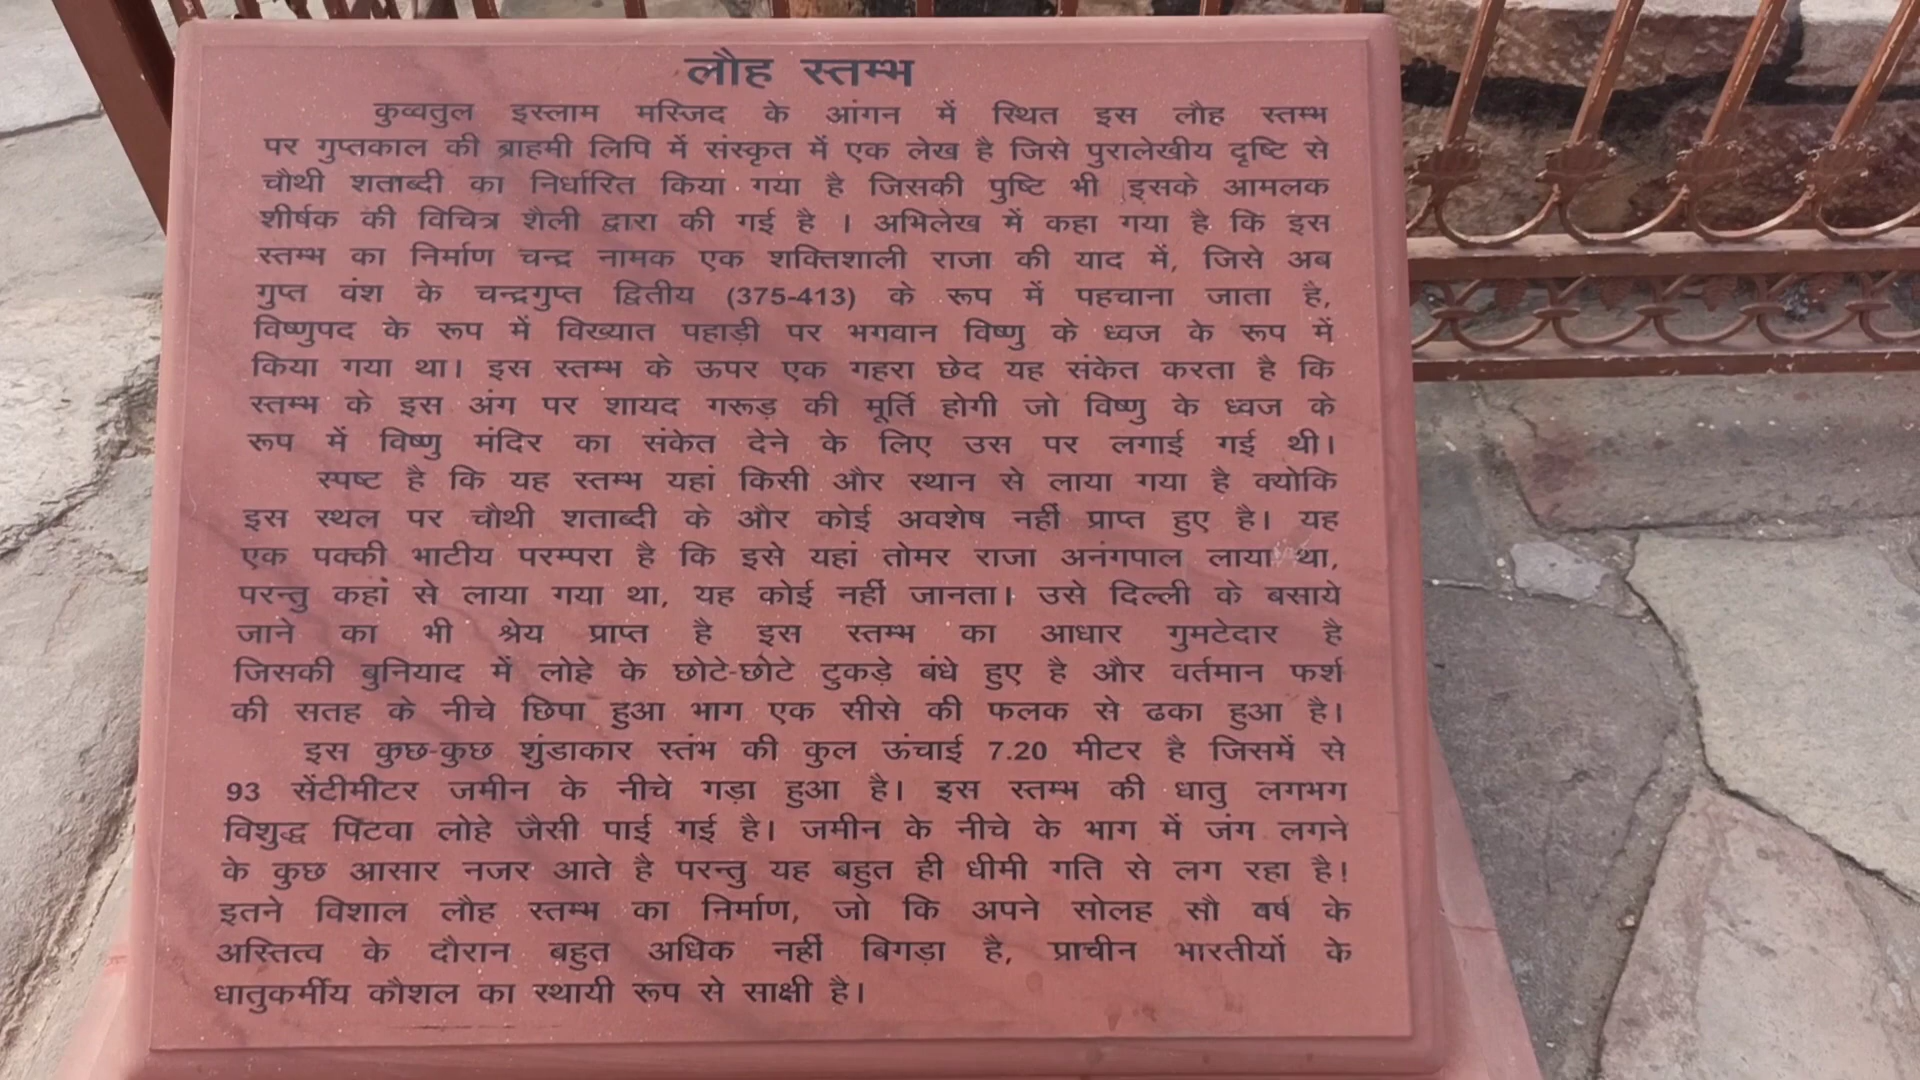 लौह स्तम्भ
कुव्वतुल इस्लाम मस्जिद के आंगन में स्थित इस लौह स्तम्भ
पर गुप्तकाल की ब्राहमी लिपि में संस्कृत में एक लेख है जिसे पुरालेखीय दृष्टि से
चौथी शताब्दी का निर्धारित किया गया है जिसकी पुष्टि भी इसके आमलक
शीर्षक की विचित्र शैली द्वारा की गई है । अभिलेख में कहा गया है कि इस
स्तम्भ का निर्माण चन्द्र नामक एक शक्तिशाली राजा की याद में, जिसे अब
गुप्त वंश के चन्द्रगुप्त द्वितीय (375-413) के रूप में पहचाना जाता है,
विष्णुपद के रूप में विख्यात पहाड़ी पर भगवान विष्णु के ध्वज के रूप में
किया गया था। इस स्तम्भ के ऊपर एक गहरा छेद यह संकेत करता है कि
स्तम्भ के इस अंग पर शायद गरूड़ की मूर्ति होगी जो विष्णु के ध्वज के
रूप में विष्णु मंदिर का संकेत देने के लिए उस पर लगाई गई थी।
स्पष्ट है कि यह स्तम्भ यहां किसी और स्थान से लाया गया है क्योकि
इस स्थल पर चौथी शताब्दी के और कोई अवशेष नहीं प्राप्त हुए है। यह
एक पक्की भाटीय परम्परा है कि इसे यहां तोमर राजा अनंगपाल लाया था,
परन्तु कहां से लाया गया था, यह कोई नहीं जानता। उसे दिल्ली के बसाये
जाने का भी श्रेय प्राप्त है इस स्तम्भ का आधार गुमटेदार है
जिसकी बुनियाद में लोहे के छोटे-छोटे टुकड़े बंधे हुए है और वर्तमान फर्श
की सतह के नीचे छिपा हुआ भाग एक सीसे की फलक से ढका हुआ है।
इस कुछ-कुछ शुंडाकार स्तंभ की कुल ऊंचाई 7.20 मीटर है जिसमें से
93 सेंटीमीटर जमीन के नीचे गड़ा हुआ है। इस स्तम्भ की धातु लगभग
विशुद्ध पिटवा लोहे जैसी पाई गई है। जमीन के नीचे के भाग में जंग लगने
के कुछ आसार नजर आते है परन्तु यह बहुत ही धीमी गति से लग रहा है!
इतने विशाल लौह स्तम्भ का निर्माण, जो कि अपने सोलह सौ वर्ष के
अस्तित्व के दौरान बहुत अधिक नहीं बिगड़ा है, प्राचीन भारतीयों के
धातुकर्मीय कौशल का स्थायी रूप से साक्षी है।